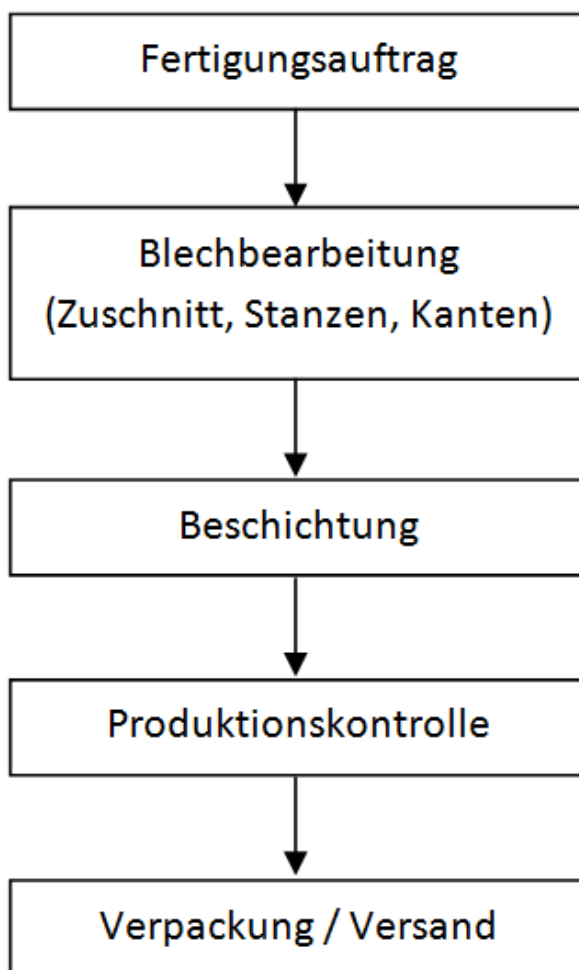 Fertigungsauftrag
Blechbearbeitung
(Zuschnitt, Stanzen, Kanten)
Beschichtung
Produktionskontrolle
Verpackung / Versand